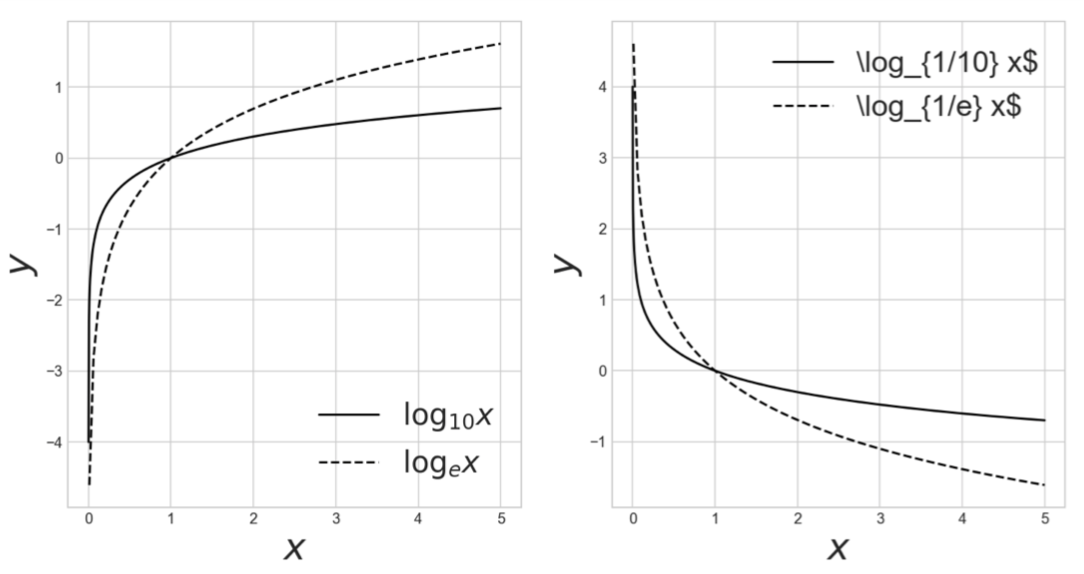 1
0
−1
−2
−3
−4
y
log₁₀x
logₑx
0 1 2 3 4 5
x
\log_{1/10} x$
\log_{1/e} x$
4
3
2
1
0
−1
y
0 1 2 3 4 5
x